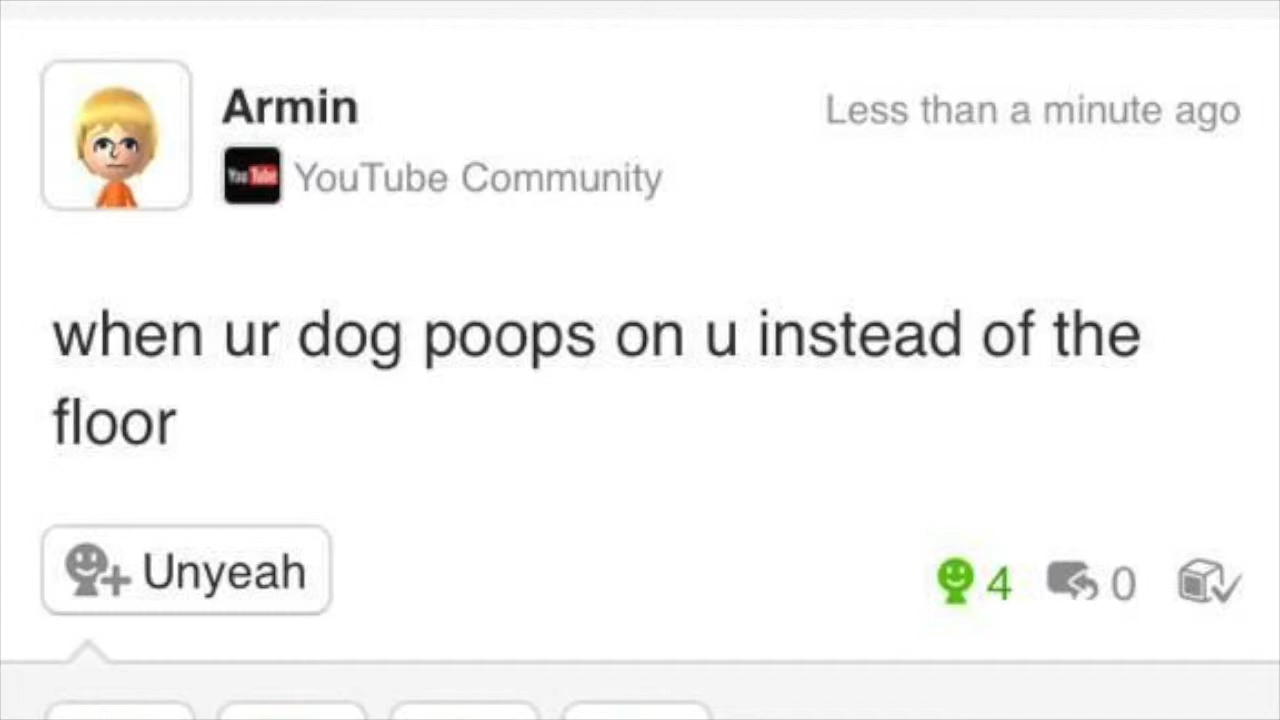 Armin
Less than a minute ago
YouTube
YouTube Community
when ur dog poops on u instead of the
floor
Unyeah
4
0